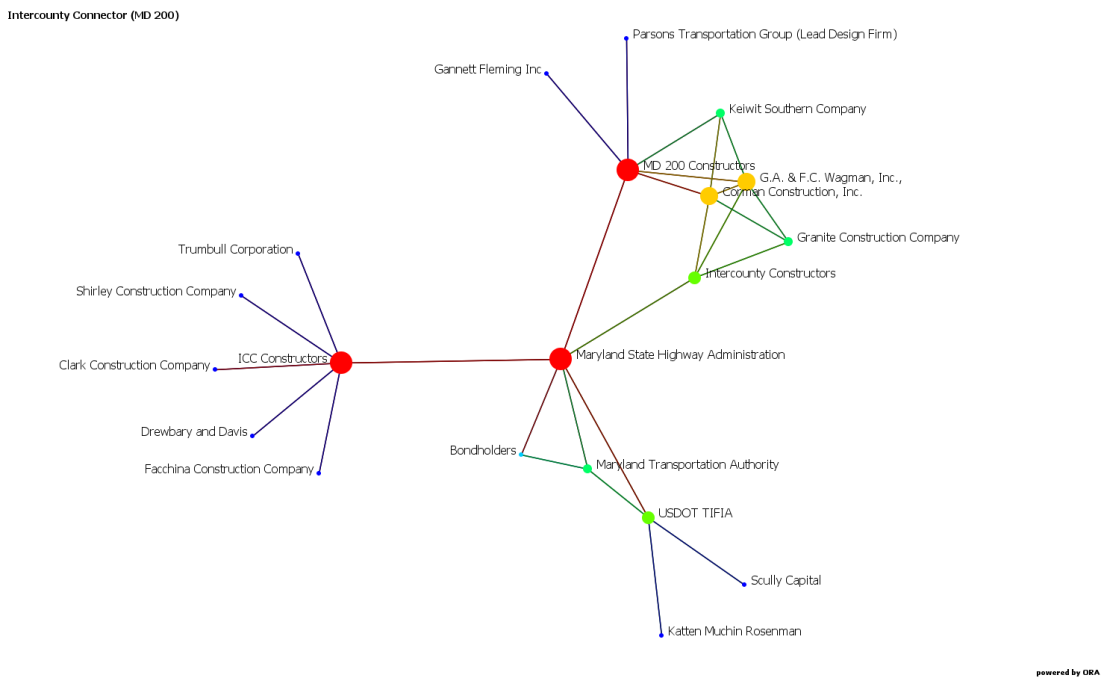 Intercounty Connector (MD 200)
Parsons Transportation Group (Lead Design Firm)
Gannett Fleming Inc
Keiwit Southern Company
MD 200 Constructors
G.A. & F.C. Wagman, Inc.,
Corman Construction, Inc.
Granite Construction Company
Trumbull Corporation
Intercounty Constructors
Shirley Construction Company
ICC Constructors
Maryland State Highway Administration
Clark Construction Company
Drewbary and Davis
Bondholders
Maryland Transportation Authority
Facchina Construction Company
USDOT TIFIA
Scully Capital
Katten Muchin Rosenman
powered by ORA